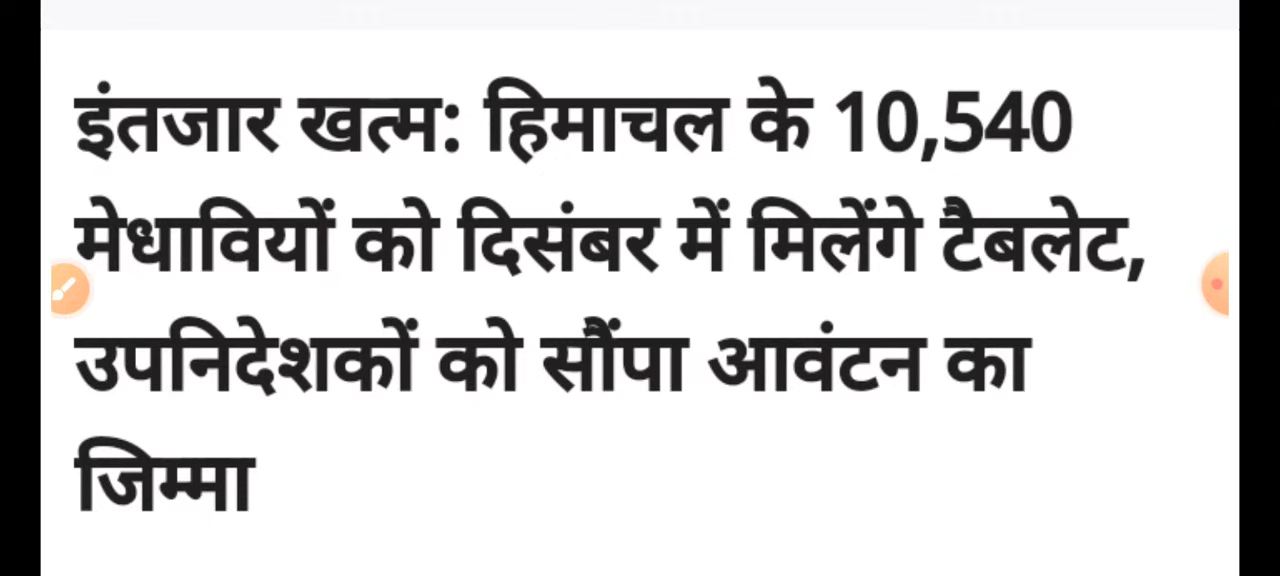 इंतजार खत्म: हिमाचल के 10,540
मेधावियों को दिसंबर में मिलेंगे टैबलेट,
उपनिदेशकों को सौंपा आवंटन का
जिम्मा